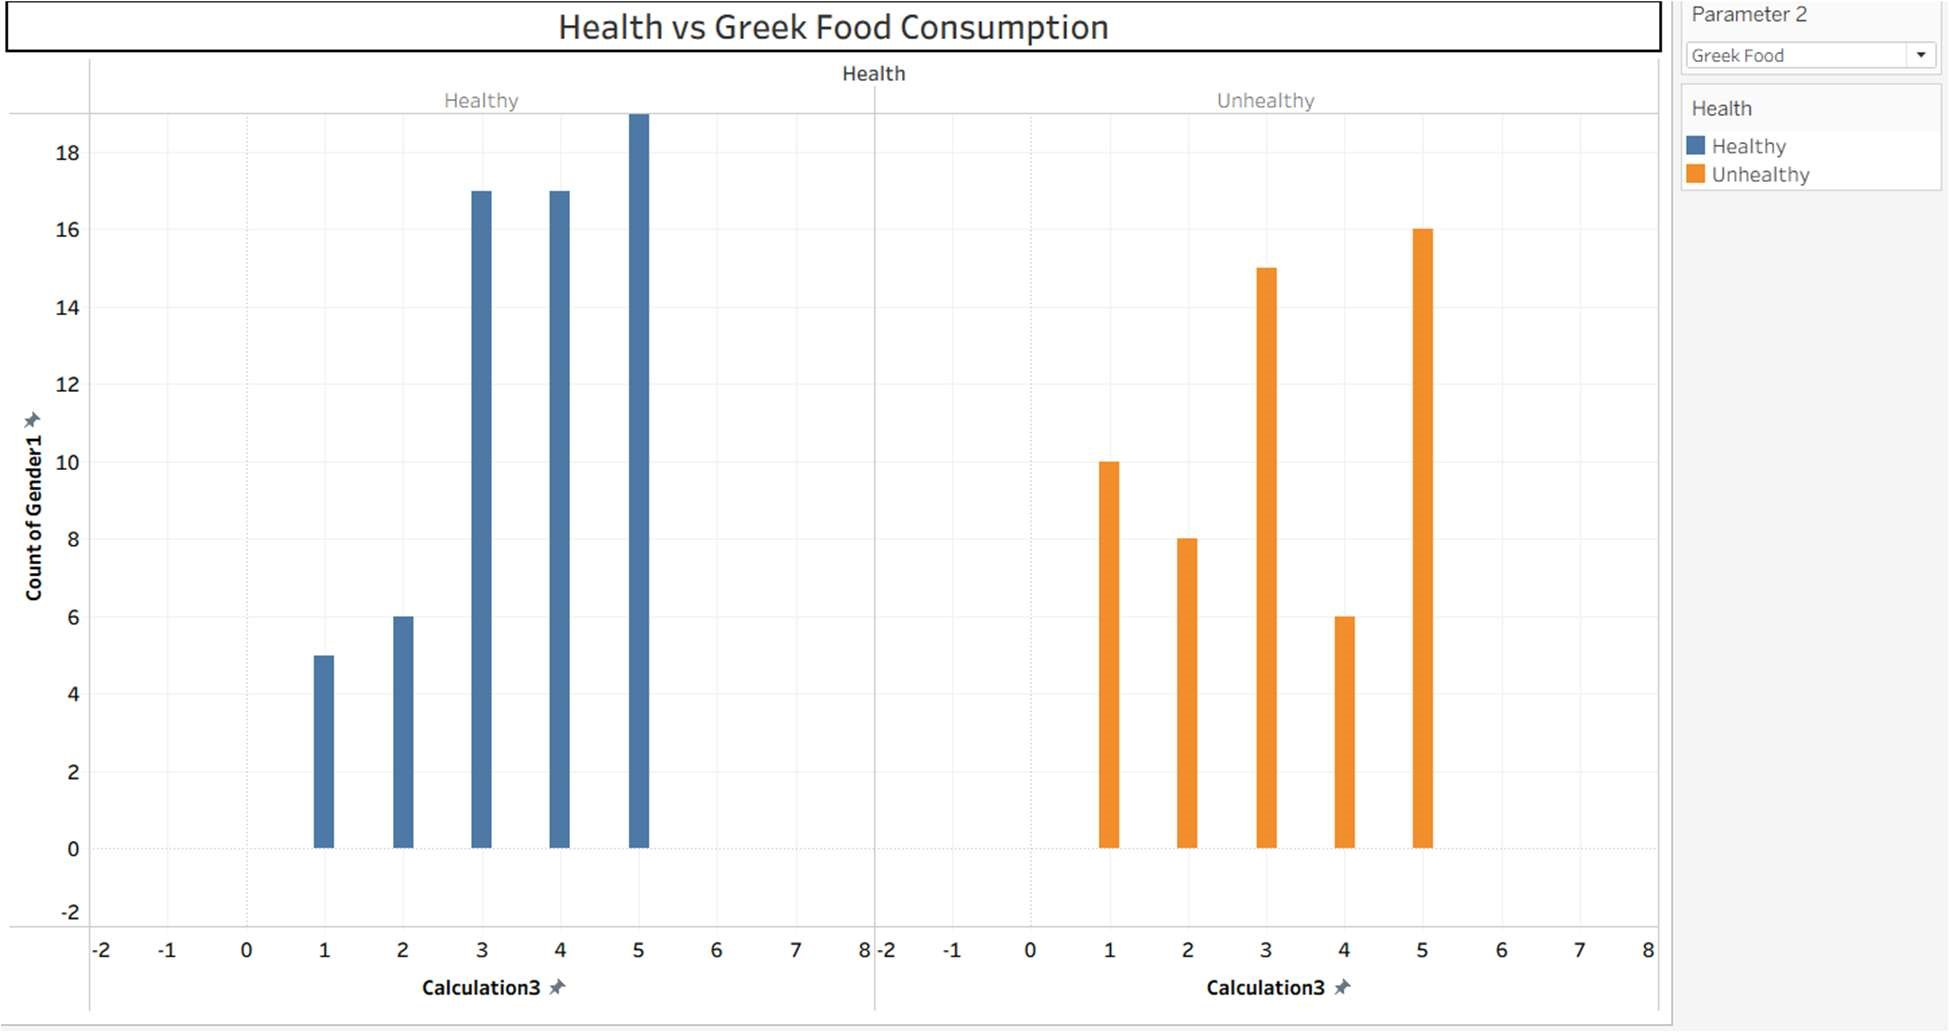 Health vs Greek Food Consumption
Parameter 2
Greek Food
Health
Healthy
Unhealthy
Health
Healthy
Unhealthy
18
16
14
12
10
8
6
4
2
0
-2
Count of Gender1
-2 -1 0 1 2 3 4 5 6 7 8 -2 -1 0 1 2 3 4 5 6 7 8
Calculation3 Calculation3